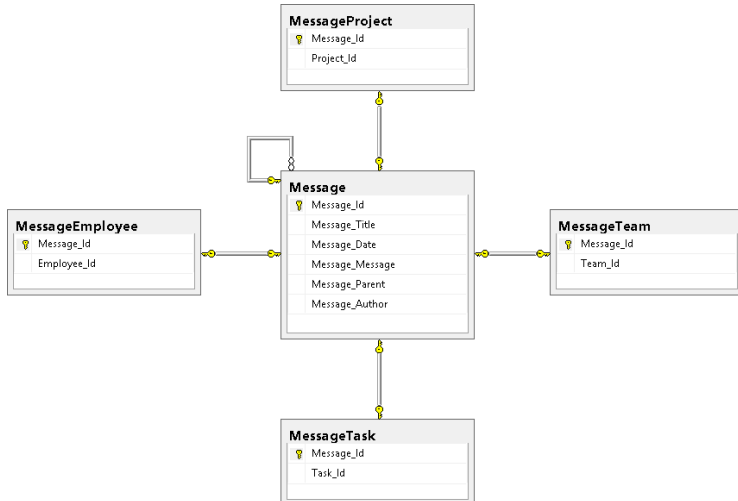 MessageProject
Message_Id
Project_Id
Message
Message_Id
Message_Title
Message_Date
Message_Message
Message_Parent
Message_Author
MessageEmployee
Message_Id
Employee_Id
MessageTeam
Message_Id
Team_Id
MessageTask
Message_Id
Task_Id